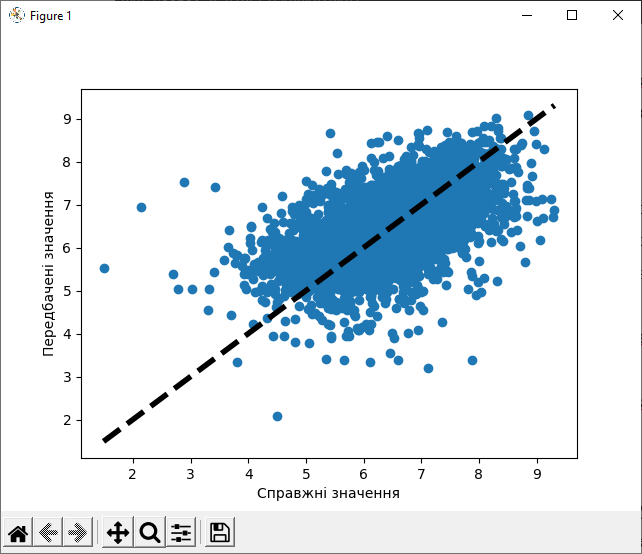 Figure 1
9
8
7
6
5
4
3
2
Передбачені значення
2 3 4 5 6 7 8 9
Справжні значення